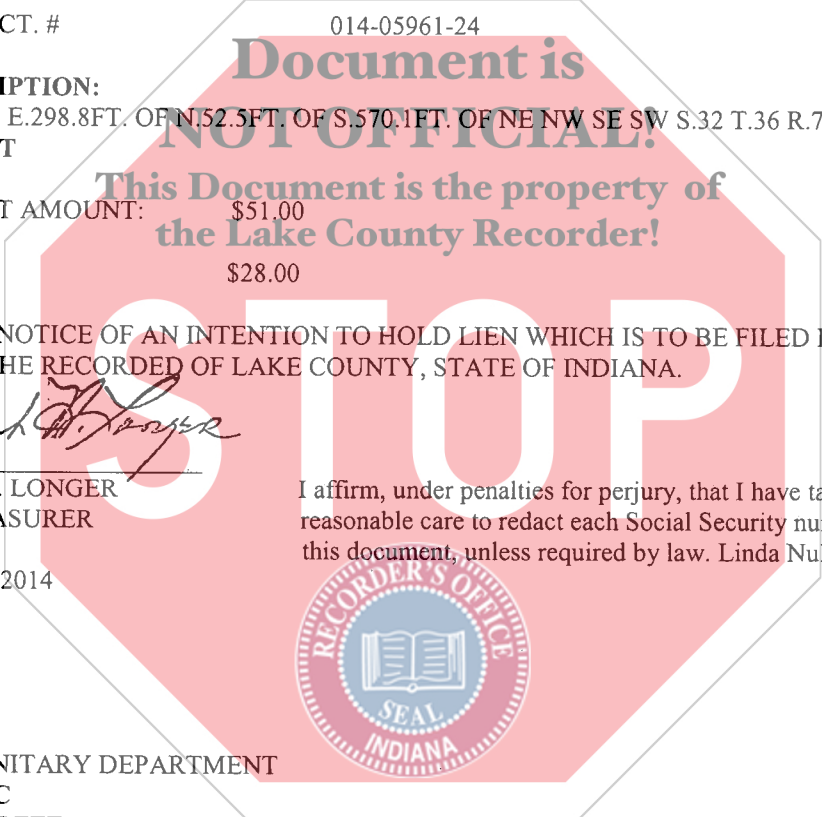 CT. # 014-05961-24
Document is
IPTION:
E.298.8FT. OF N.52.5FT. OF S.570.1FT. OF NE NW SE SW S.32 T.36 R.7
NOT OFFICIAL!
T
This Document is the property of
T AMOUNT: $51.00
the Lake County Recorder!
$28.00
STOP
NOTICE OF AN INTENTION TO HOLD LIEN WHICH IS TO BE FILED
HE RECORDED OF LAKE COUNTY, STATE OF INDIANA.
LONGER
ASURER
I affirm, under penalties for perjury, that I have ta
reasonable care to redact each Social Security nu
this document, unless required by law. Linda Nu
2014
RECORDER'S OFFICE
SEAL
INDIANA
NITARY DEPARTMENT
C